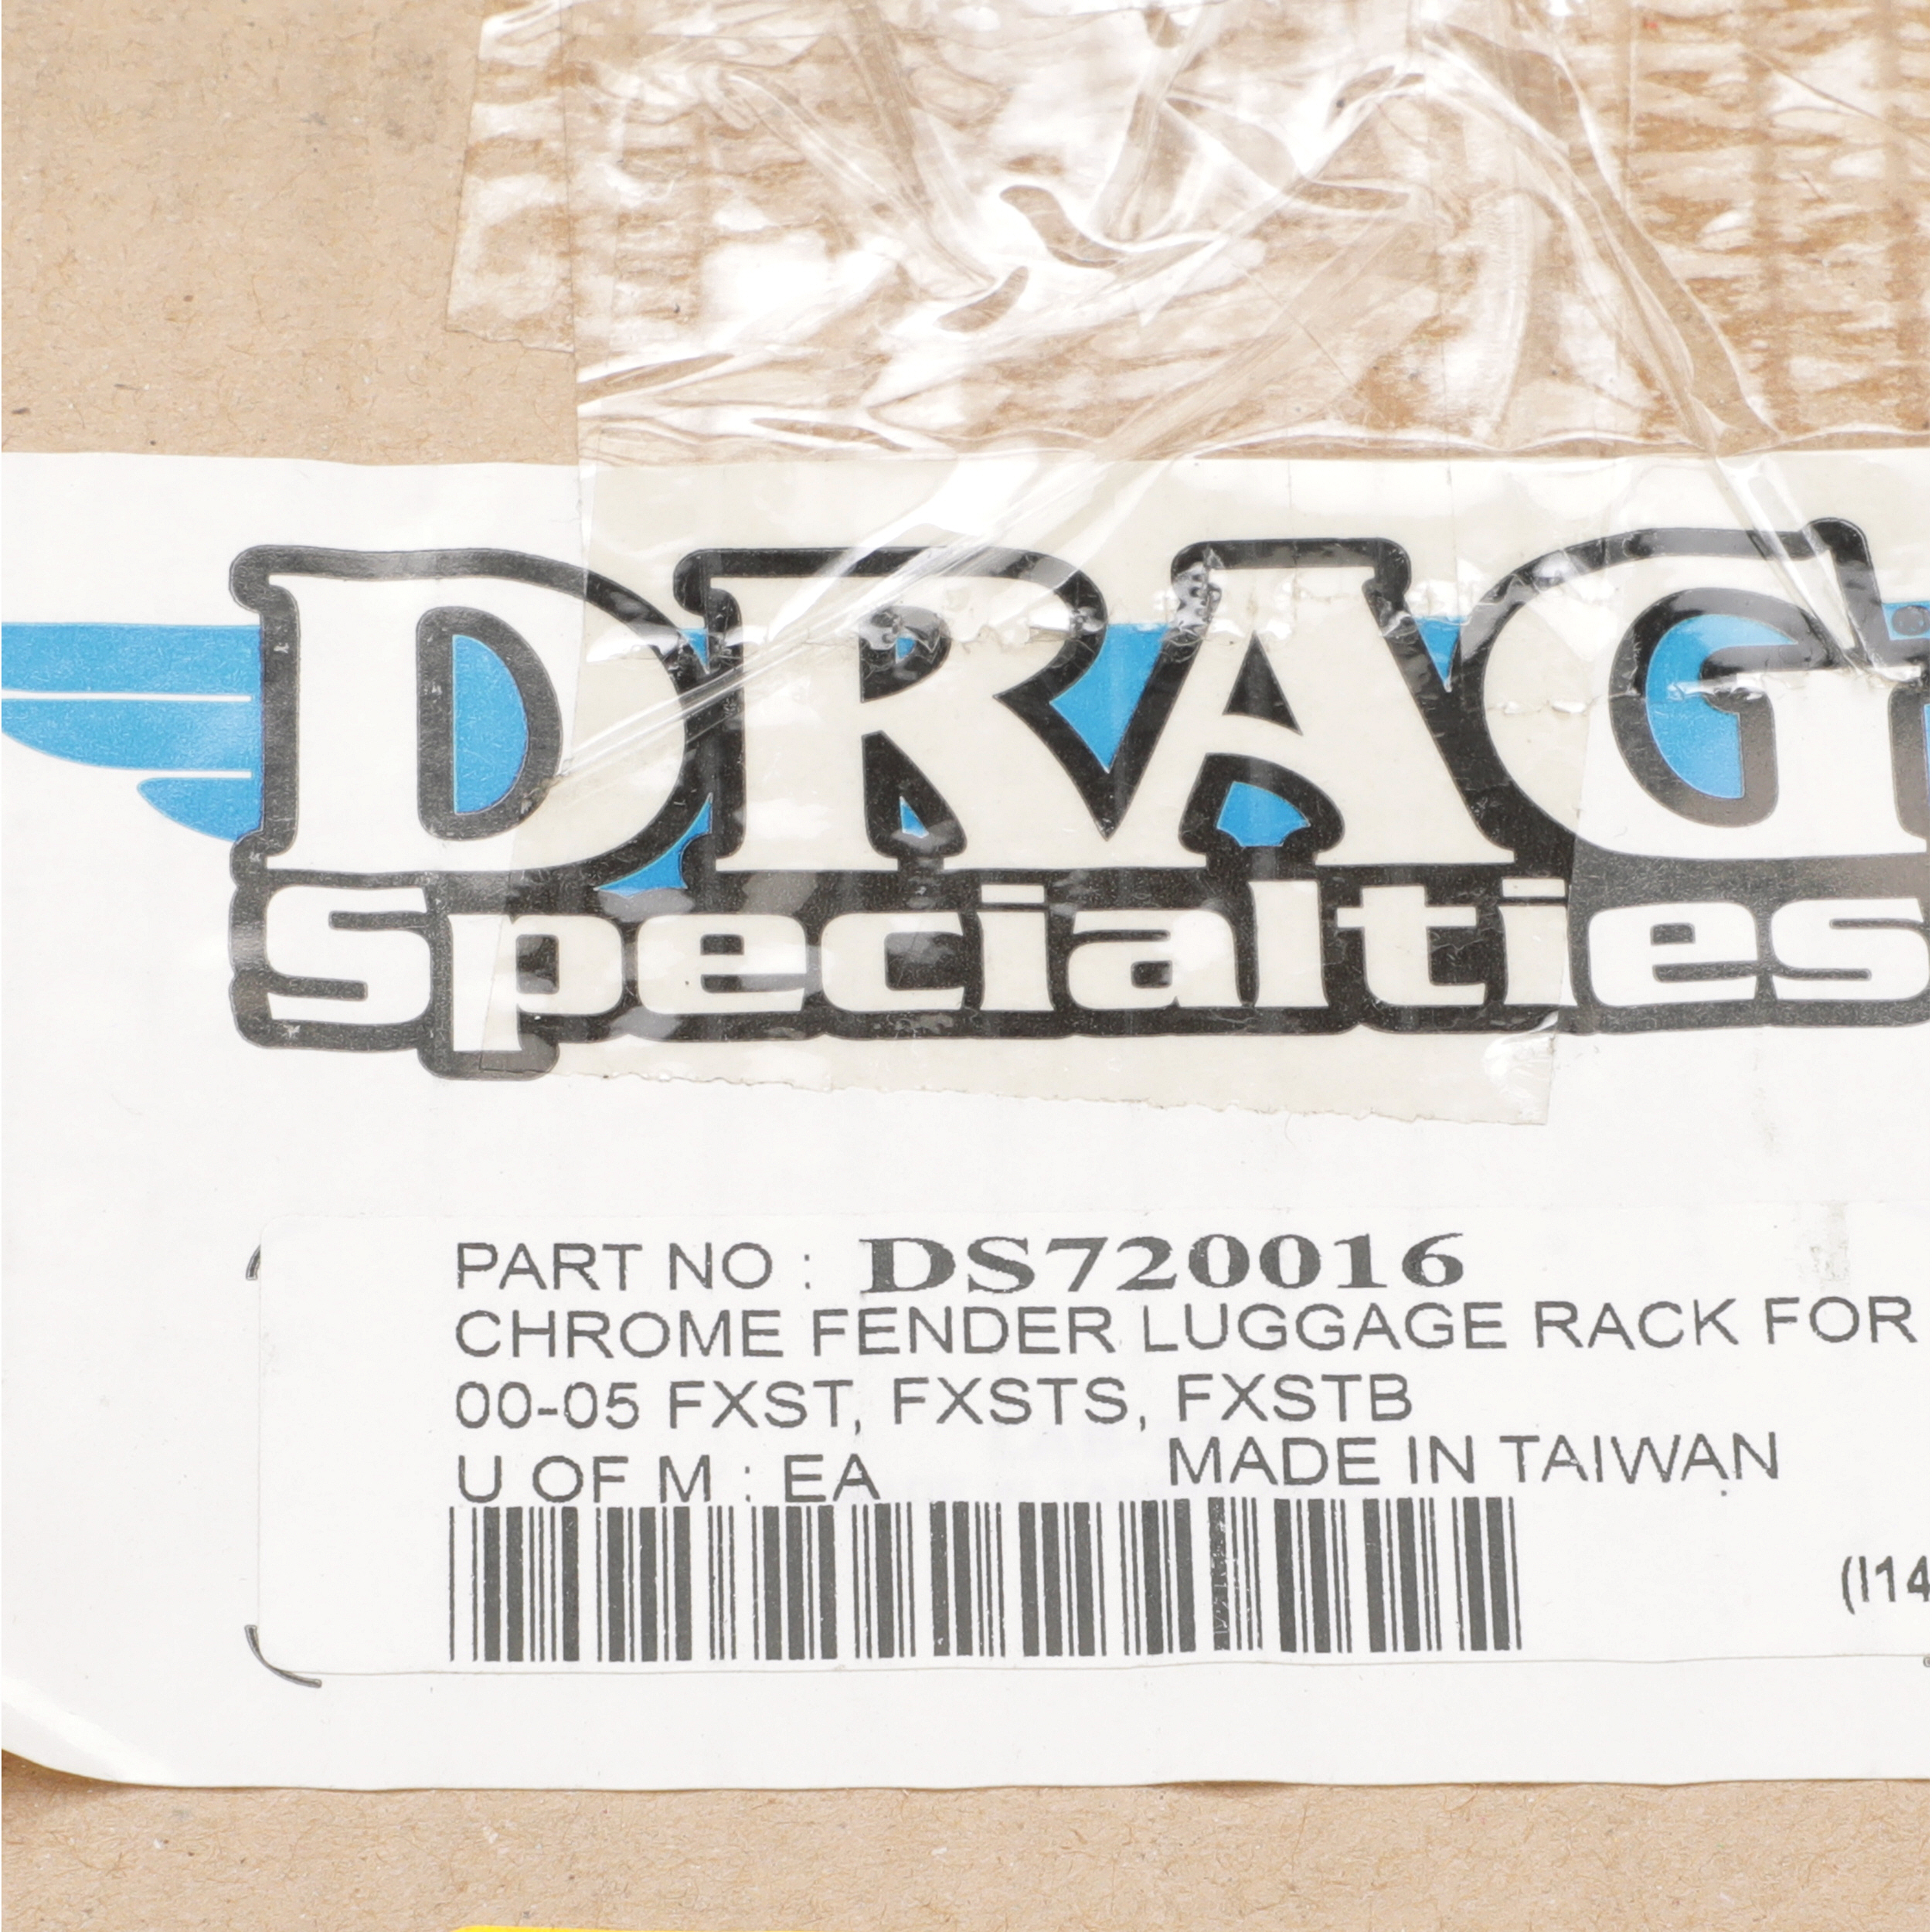 DRAG
Specialties
PART NO : DS720016
CHROME FENDER LUGGAGE RACK FOR
00-05 FXST, FXSTS, FXSTB
U OF M : EA MADE IN TAIWAN
(I14